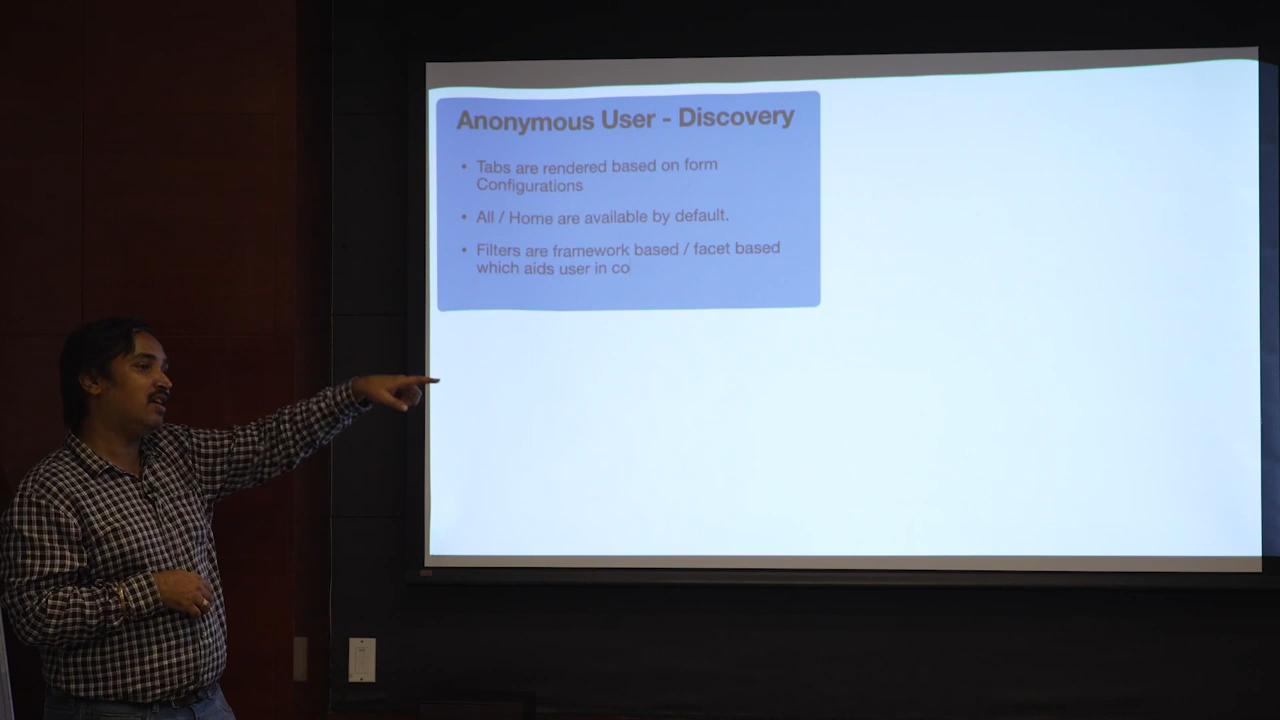 Anonymous User - Discovery
• Tabs are rendered based on form
Configurations
• All / Home are available by default.
• Filters are framework based / facet based
which aids user in co